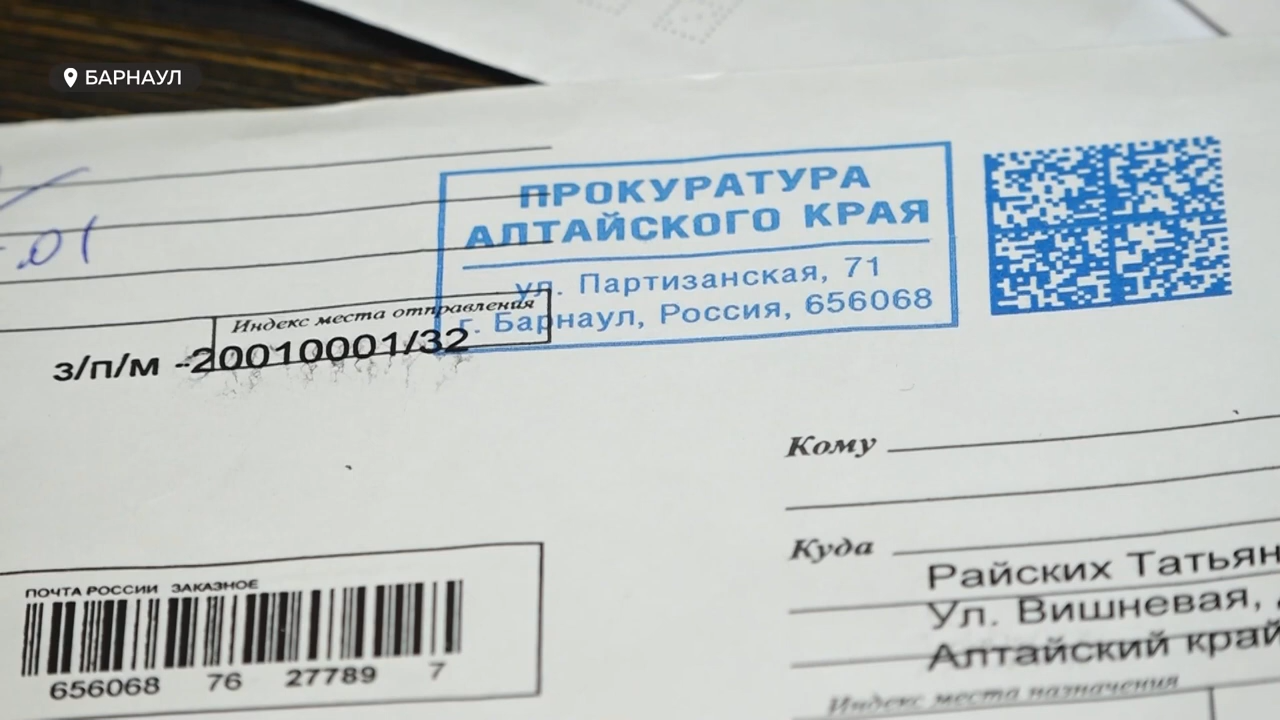 БАРНАУЛ
.01
ПРОКУРАТУРА
АЛТАЙСКОГО КРАЯ
ул. Партизанская, 71
г. Барнаул, Россия, 656068
Индекс места отправления
з/п/м -20010001/32
Кому
Куда
Райских Татьян
Ул. Вишневая,
Алтайский край
Индекс места назначения
ПОЧТА РОССИИ ЗАКАЗНОЕ
656068 76 27789 7